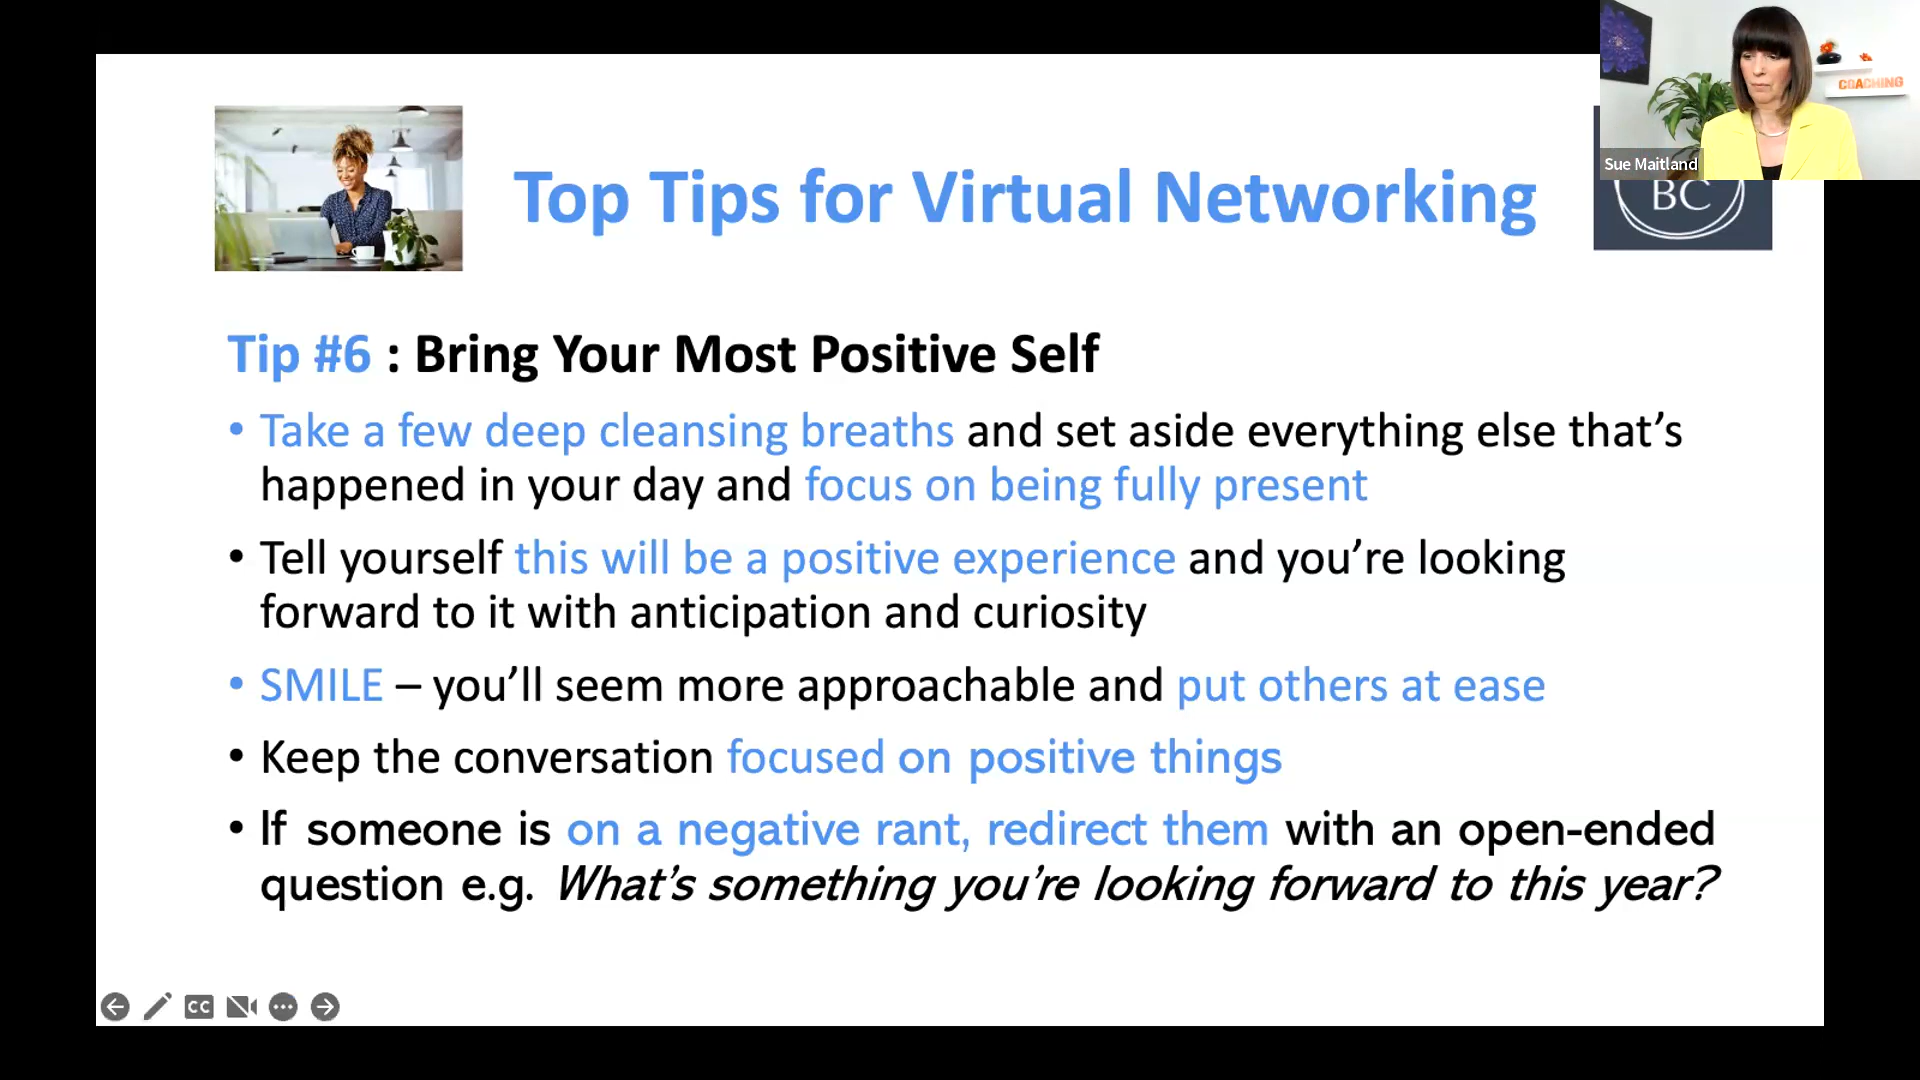 COACHING
Sue Maitland
BC
Top Tips for Virtual Networking
Tip #6 : Bring Your Most Positive Self
• Take a few deep cleansing breaths and set aside everything else that’s
happened in your day and focus on being fully present
• Tell yourself this will be a positive experience and you’re looking
forward to it with anticipation and curiosity
• SMILE – you’ll seem more approachable and put others at ease
• Keep the conversation focused on positive things
• If someone is on a negative rant, redirect them with an open-ended
question e.g. What’s something you’re looking forward to this year?
CC